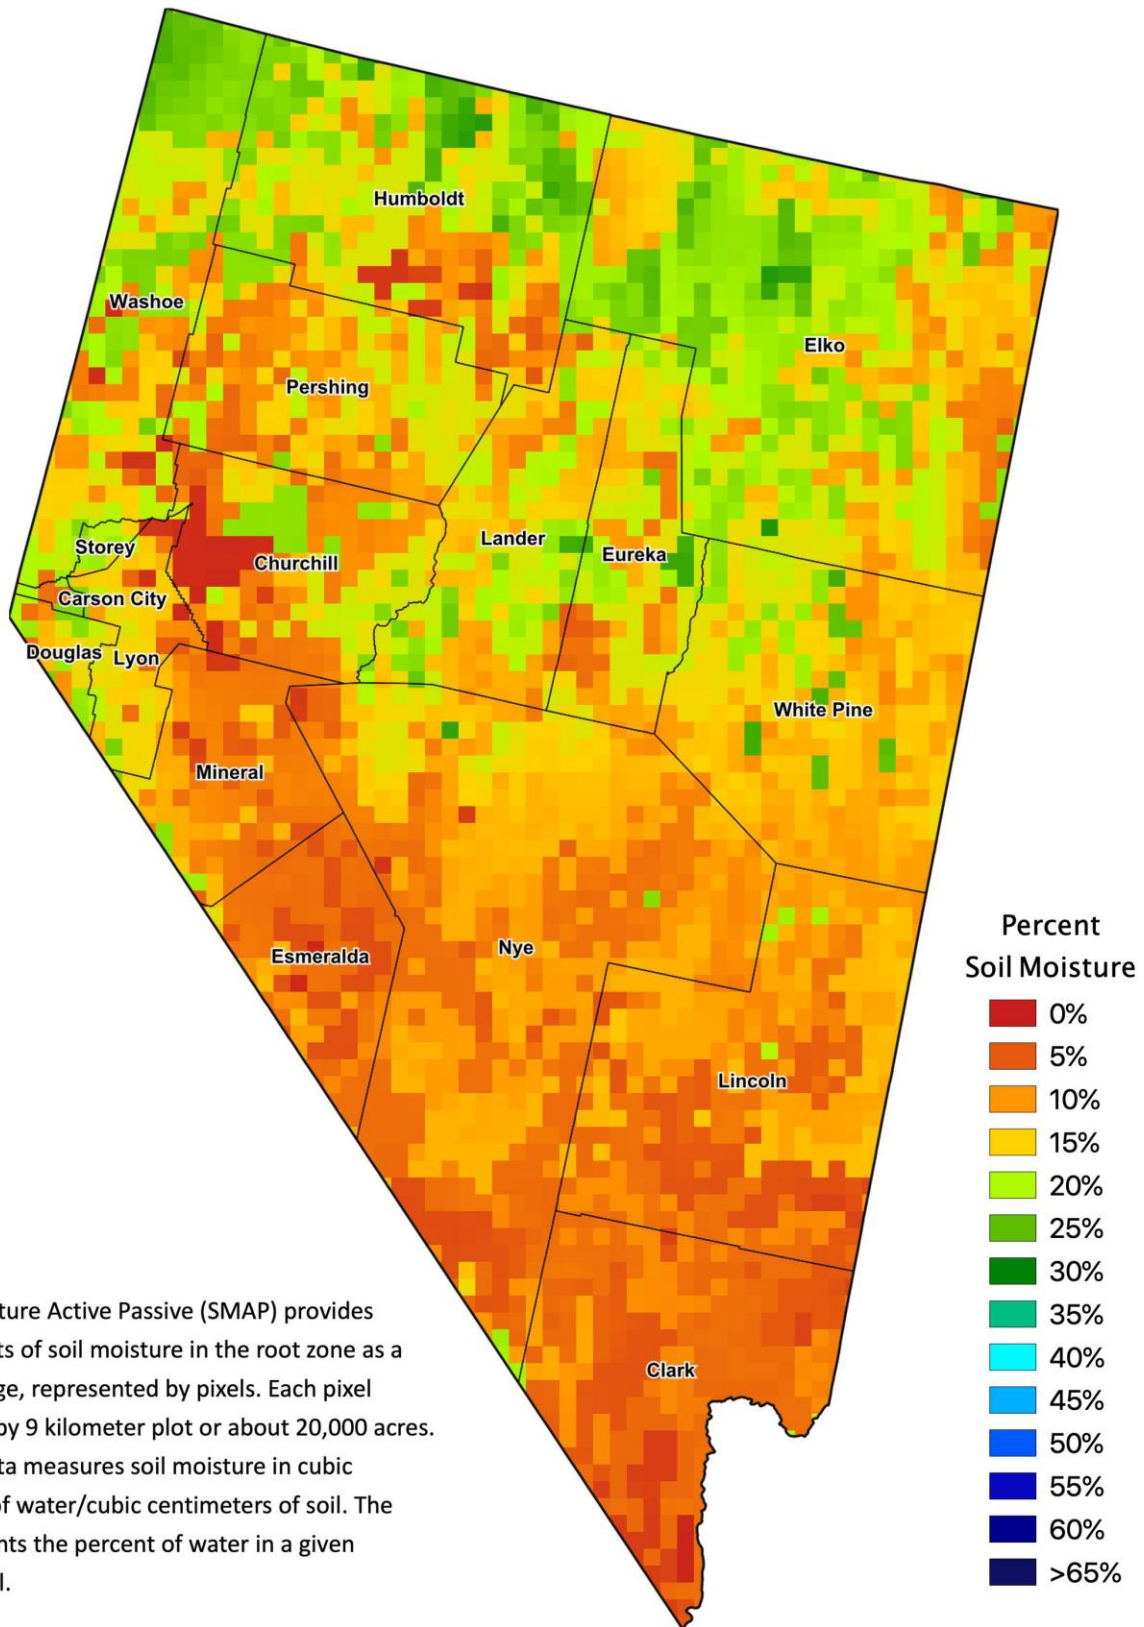 Humboldt
Washoe
Elko
Pershing
Lander
Storey
Eureka
Churchill
Carson City
Douglas
Lyon
White Pine
Mineral
Nye
Esmeralda
Lincoln
Clark
Percent
Soil Moisture
0%
5%
10%
15%
20%
25%
30%
35%
40%
45%
50%
55%
60%
>65%
ture Active Passive (SMAP) provides
ts of soil moisture in the root zone as a
ge, represented by pixels. Each pixel
by 9 kilometer plot or about 20,000 acres.
ta measures soil moisture in cubic
of water/cubic centimeters of soil. The
nts the percent of water in a given
l.